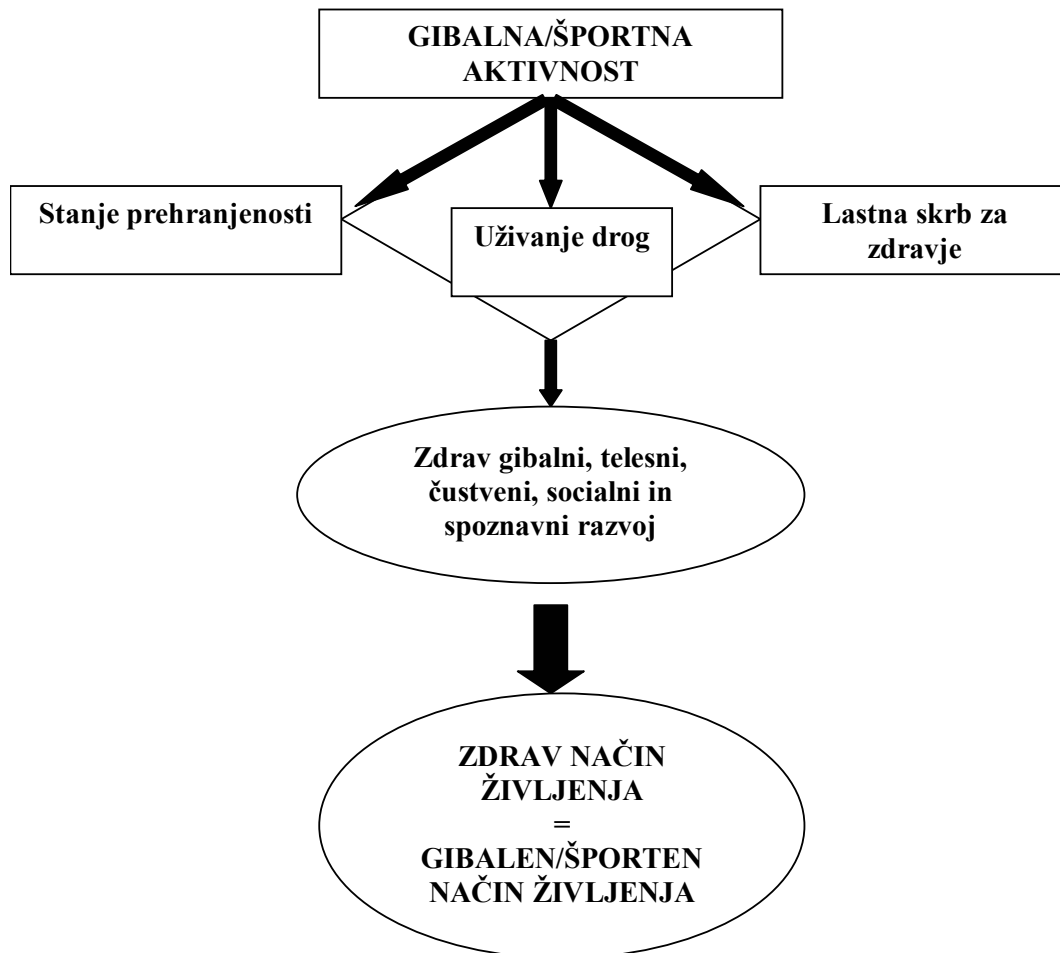 GIBALNA/ŠPORTNA
AKTIVNOST
Stanje prehranjenosti
Uživanje drog
Lastna skrb za
zdravje
Zdrav gibalni, telesni,
čustveni, socialni in
spoznavni razvoj
ZDRAV NAČIN
ŽIVLJENJA
=
GIBALEN/ŠPORTEN
NAČIN ŽIVLJENJA